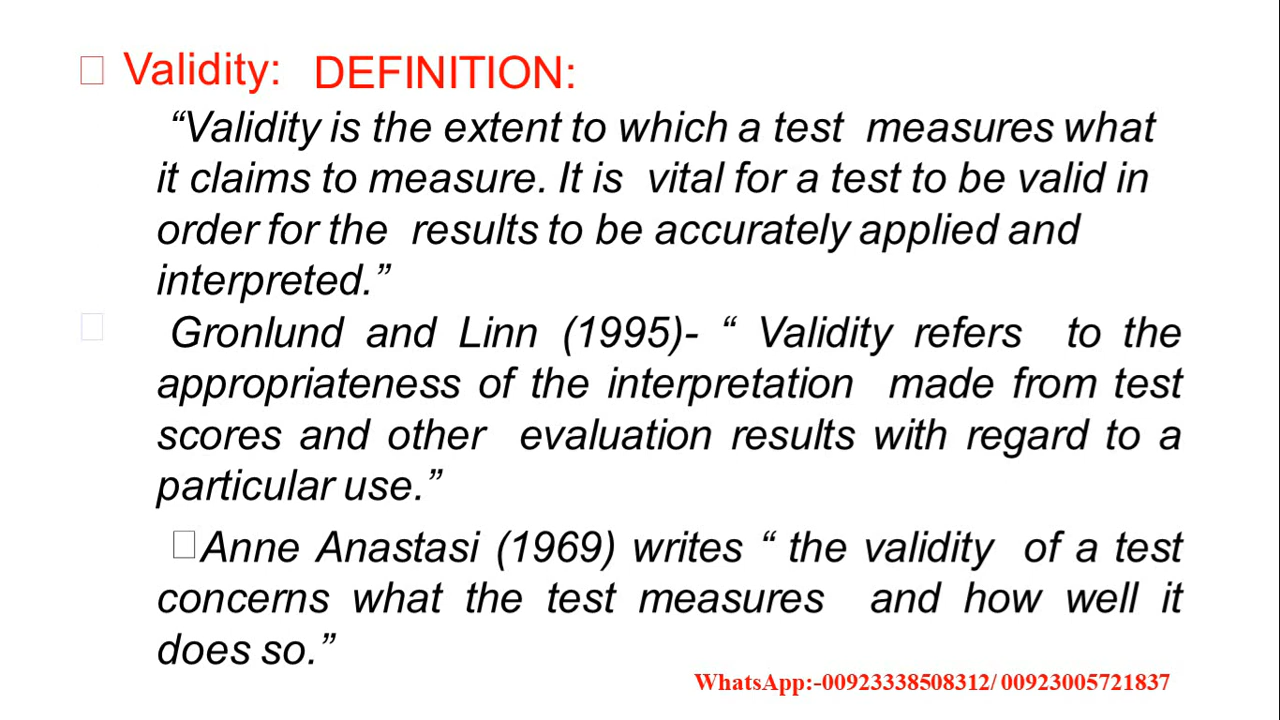 Validity: DEFINITION:
“Validity is the extent to which a test measures what
it claims to measure. It is vital for a test to be valid in
order for the results to be accurately applied and
interpreted.”
Gronlund and Linn (1995)- “ Validity refers to the
appropriateness of the interpretation made from test
scores and other evaluation results with regard to a
particular use.”
Anne Anastasi (1969) writes “ the validity of a test
concerns what the test measures and how well it
does so.”
WhatsApp:-00923338508312/ 00923005721837